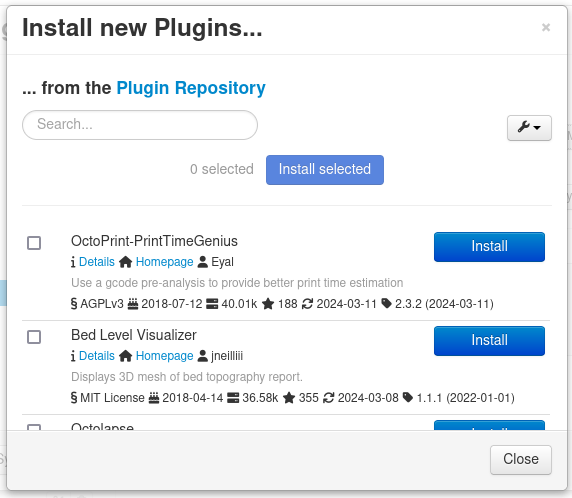 Install new Plugins...
×
... from the Plugin Repository
Search...
0 selected Install selected
OctoPrint-PrintTimeGenius
Install
Details Homepage Eyal
Use a gcode pre-analysis to provide better print time estimation
§ AGPLv3 2018-07-12 40.01k 188 2024-03-11 2.3.2 (2024-03-11)
Bed Level Visualizer
Install
Details Homepage jneilliii
Displays 3D mesh of bed topography report.
§ MIT License 2018-04-14 36.58k 355 2024-03-08 1.1.1 (2022-01-01)
Octolapse
Install
Close